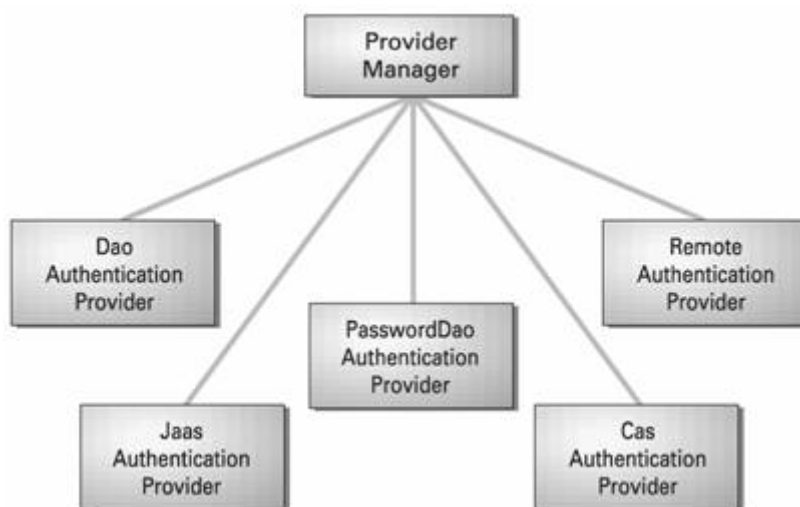 Provider
Manager
Dao
Authentication
Provider
Remote
Authentication
Provider
PasswordDao
Authentication
Provider
Jaas
Authentication
Provider
Cas
Authentication
Provider